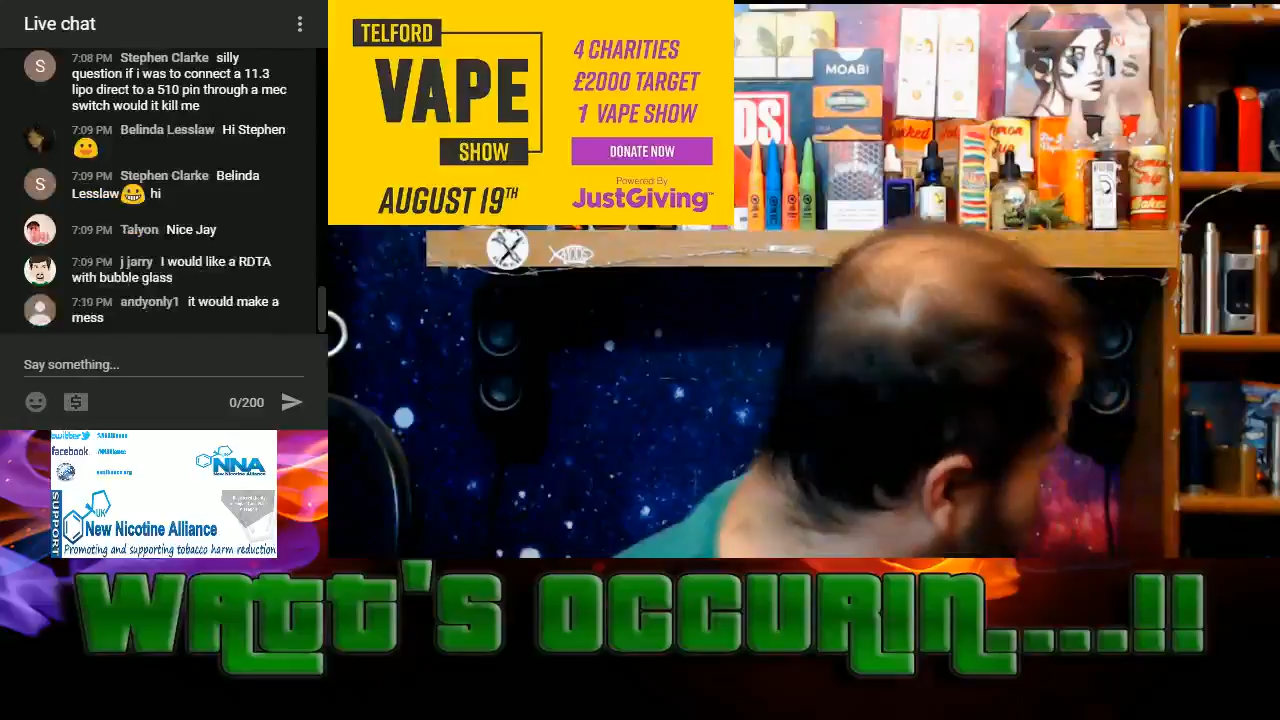 Live chat
7:08 PM Stephen Clarke silly
question if i was to connect a 11.3
lipo direct to a 510 pin through a mec
switch would it kill me
7:09 PM Belinda Lesslaw Hi Stephen
S
7:09 PM Stephen Clarke Belinda
Lesslaw hi
S
7:09 PM Talyon Nice Jay
7:09 PM j jarry I would like a RDTA
with bubble glass
7:10 PM andyonly1 it would make a
mess
Say something...
0/200
twitter
facebook
NNA
New Nicotine Alliance
SUPPORT
UK
New Nicotine Alliance
Promoting and supporting tobacco harm reduction
TELFORD
VAPE
SHOW
AUGUST 19TH
4 CHARITIES
£2000 TARGET
1 VAPE SHOW
DONATE NOW
Powered By
JustGiving™
MOABI
WATT'S OCCURIN....!!